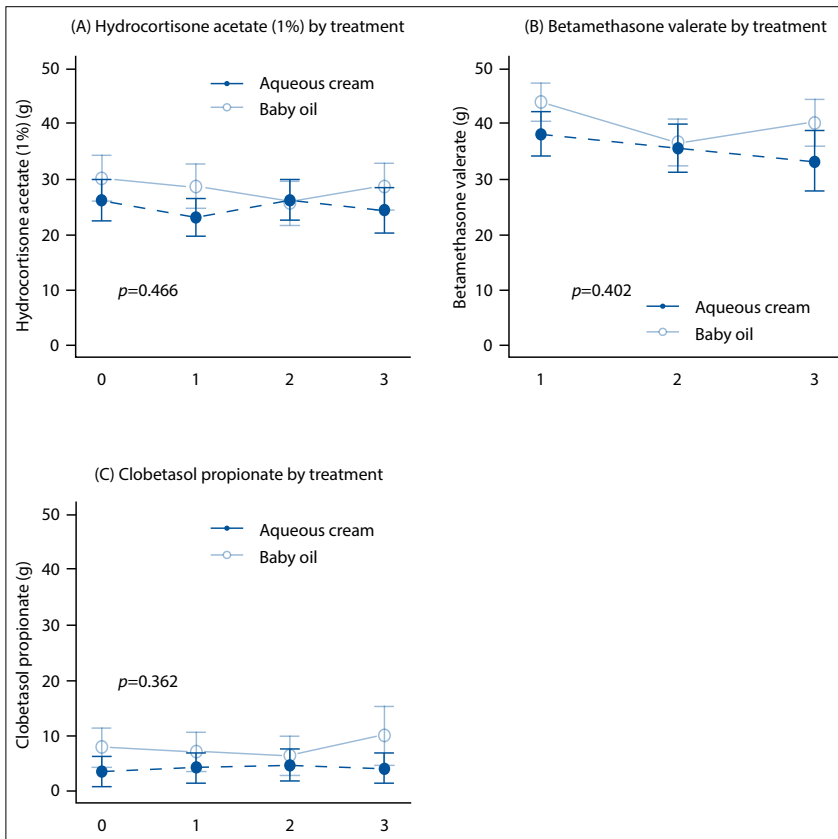 (A) Hydrocortisone acetate (1%) by treatment
Hydrocortisone acetate (1%) (g)
50
40
30
20
10
0
Aqueous cream
Baby oil
p=0.466
0 1 2 3
(B) Betamethasone valerate by treatment
Betamethasone valerate (g)
50
40
30
20
10
0
p=0.402
Aqueous cream
Baby oil
1 2 3
(C) Clobetasol propionate by treatment
Clobetasol propionate (g)
50
40
30
20
10
0
Aqueous cream
Baby oil
p=0.362
0 1 2 3